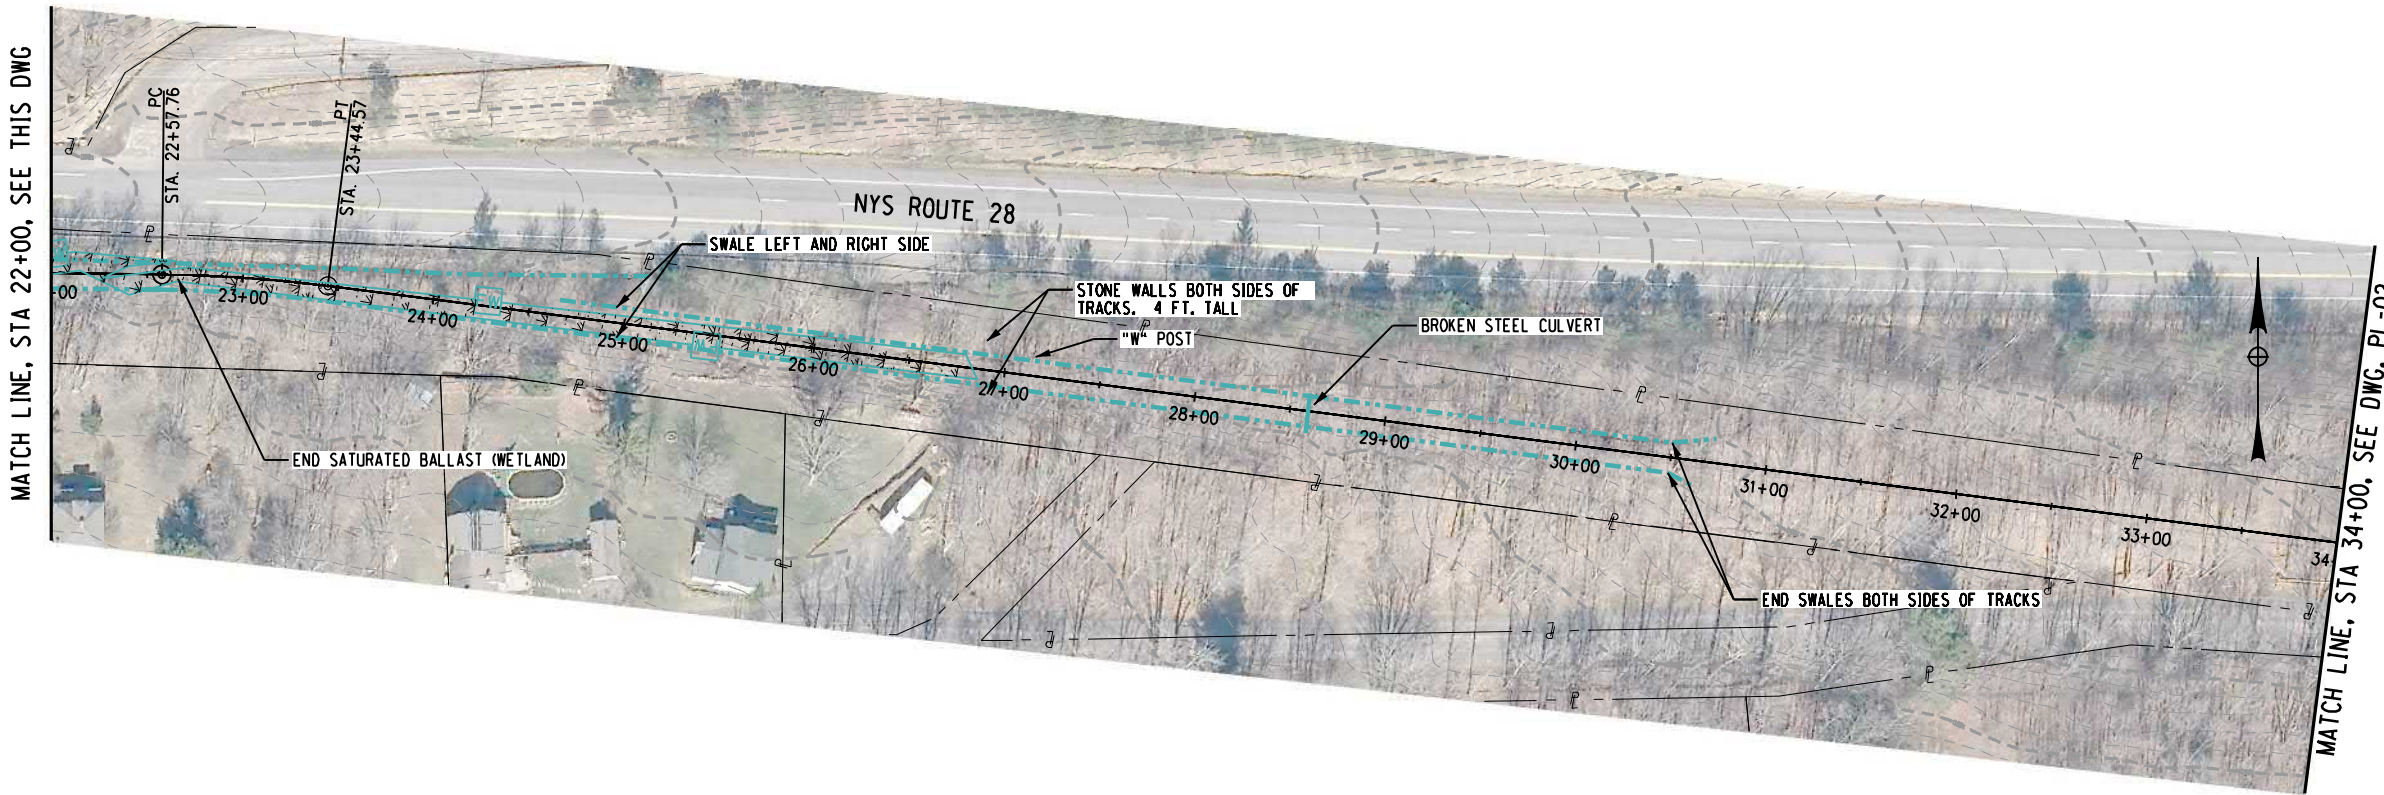 MATCH LINE, STA 22+00, SEE THIS DWG
PC
STA. 22+57.76
PT
STA. 23+44.57
NYS ROUTE 28
SWALE LEFT AND RIGHT SIDE
STONE WALLS BOTH SIDES OF
TRACKS. 4 FT. TALL
"W" POST
BROKEN STEEL CULVERT
-00
23+00
24+00
25+00
26+00
27+00
28+00
29+00
30+00
31+00
32+00
33+00
34
END SATURATED BALLAST (WETLAND)
END SWALES BOTH SIDES OF TRACKS
MATCH LINE, STA 34+00, SEE DWG. PL-03